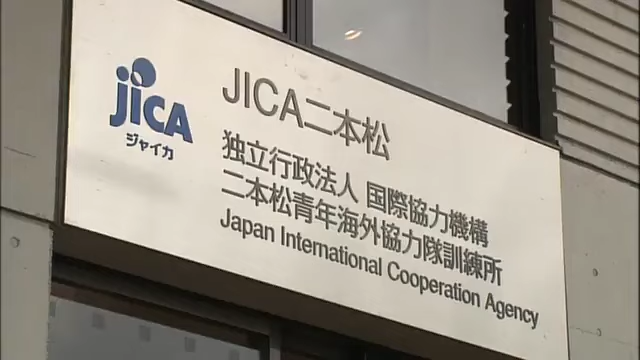 jICA
ジャイカ
JICA二本松
独立行政法人 国際協力機構
二本松青年海外協力隊訓練所
Japan International Cooperation Agency